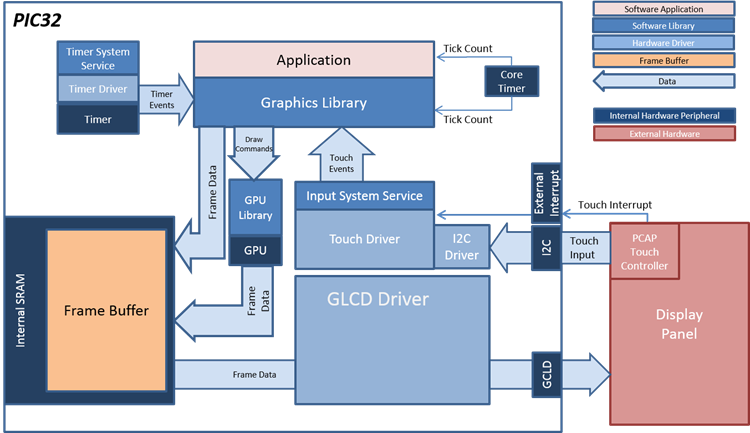 PIC32
Timer System
Service
Timer Driver
Timer
Timer
Events
Application
Graphics Library
Tick Count
Core
Timer
Tick Count
Software Application
Software Library
Hardware Driver
Frame Buffer
Data
Internal Hardware Peripheral
External Hardware
Frame Data
Draw
Commands
Touch
Events
GPU
Library
GPU
Frame
Data
Input System Service
Touch Driver
I2C
Driver
External
Interrupt
I2C
Touch Interrupt
Touch
Input
PCAP
Touch
Controller
Display
Panel
Internal SRAM
Frame Buffer
Frame Data
GLCD Driver
GCLD